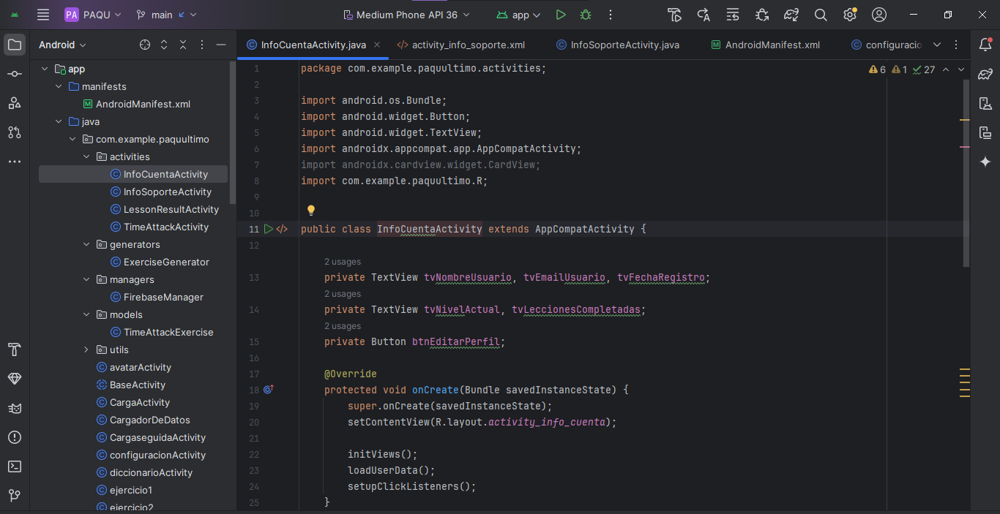 PA PAQU main Medium Phone API 36 app
Android
app
manifests
AndroidManifest.xml
java
com.example.paquultimo
activities
InfoCuentaActivity
InfoSoporteActivity
LessonResultActivity
TimeAttackActivity
generators
ExerciseGenerator
managers
FirebaseManager
models
TimeAttackExercise
utils
avatarActivity
BaseActivity
CargaActivity
CargadorDeDatos
CargaseguidaActivity
configuracionActivity
diccionarioActivity
ejercicio1
ejercicio2
InfoCuentaActivity.java activity_info_soporte.xml InfoSoporteActivity.java AndroidManifest.xml configuracio
6 1 27
1 package com.example.paquultimo.activities;
2
3 import android.os.Bundle;
4 import android.widget.Button;
5 import android.widget.TextView;
6 import androidx.appcompat.app.AppCompatActivity;
7 import androidx.cardview.widget.CardView;
8 import com.example.paquultimo.R;
9
10
11 public class InfoCuentaActivity extends AppCompatActivity {
12
2 usages
13 private TextView tvNombreUsuario, tvEmailUsuario, tvFechaRegistro;
2 usages
14 private TextView tvNivelActual, tvLeccionesCompletadas;
2 usages
15 private Button btnEditarPerfil;
16
17 @Override
18 protected void onCreate(Bundle savedInstanceState) {
19 super.onCreate(savedInstanceState);
20 setContentView(R.layout.activity_info_cuenta);
21
22 initViews();
23 loadUserData();
24 setupClickListeners();
25 }